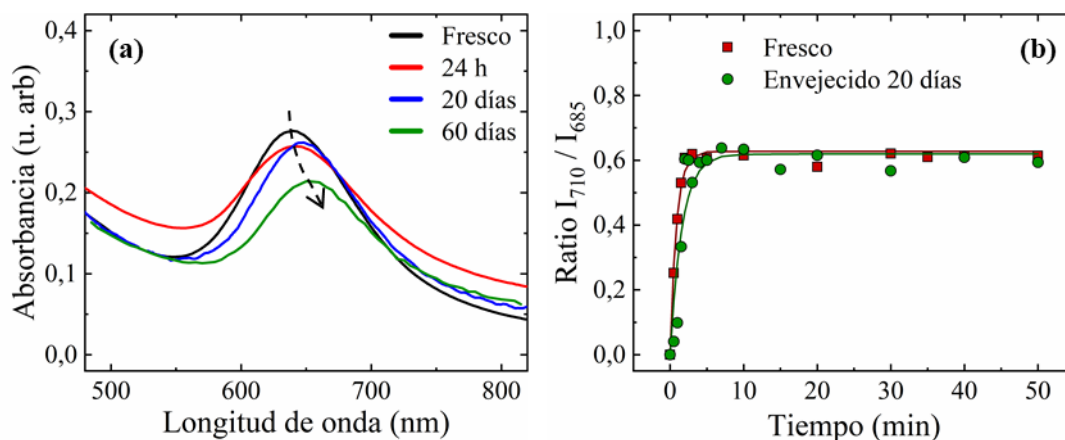 (a)
Fresco
24 h
20 días
60 días
Absorbancia (u. arb)
0,4
0,3
0,2
0,1
0,0
500 600 700 800
Longitud de onda (nm)
(b)
Fresco
Envejecido 20 días
Ratio I710 / I685
1,0
0,8
0,6
0,4
0,2
0,0
0 10 20 30 40 50
Tiempo (min)